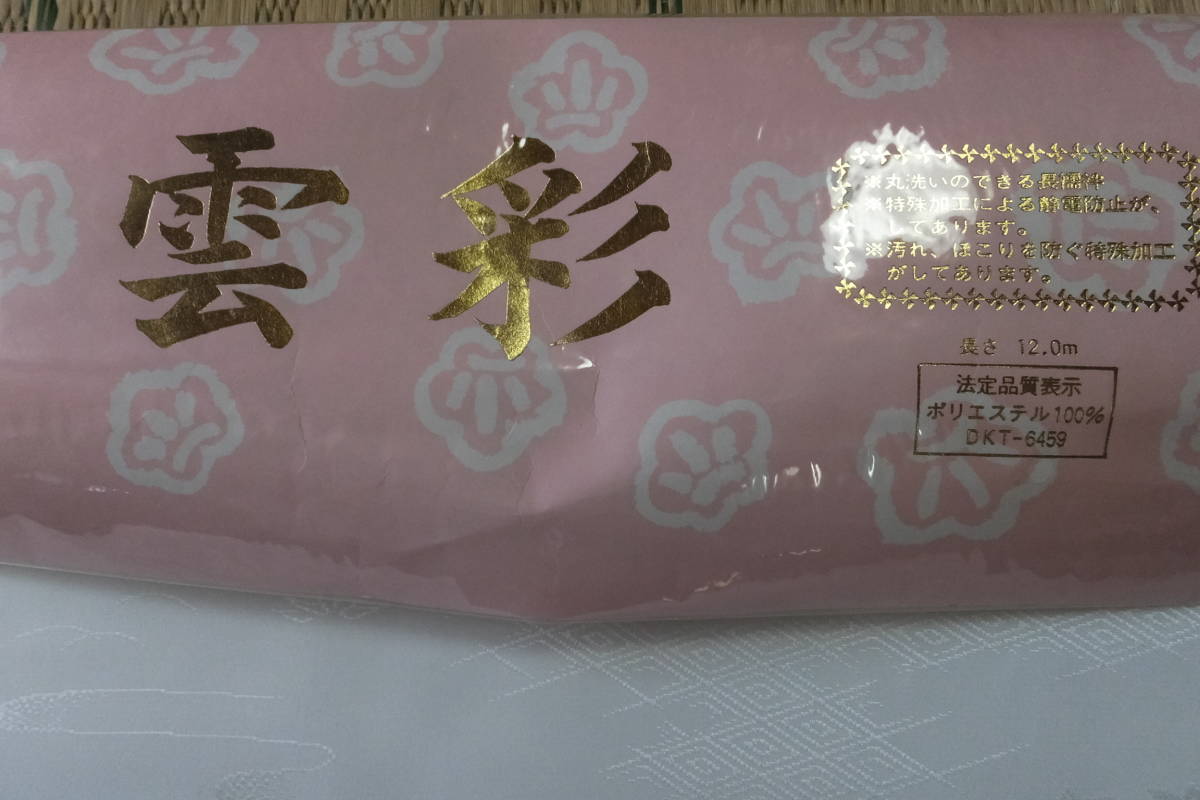 雲彩
※丸洗いのできる長襦袢
※特殊加工による静電防止が、
してあります。
※汚れ、ほこりを防ぐ特殊加工
がしてあります。
長さ 12.0m
法定品質表示
ポリエステル100%
DKT-6459